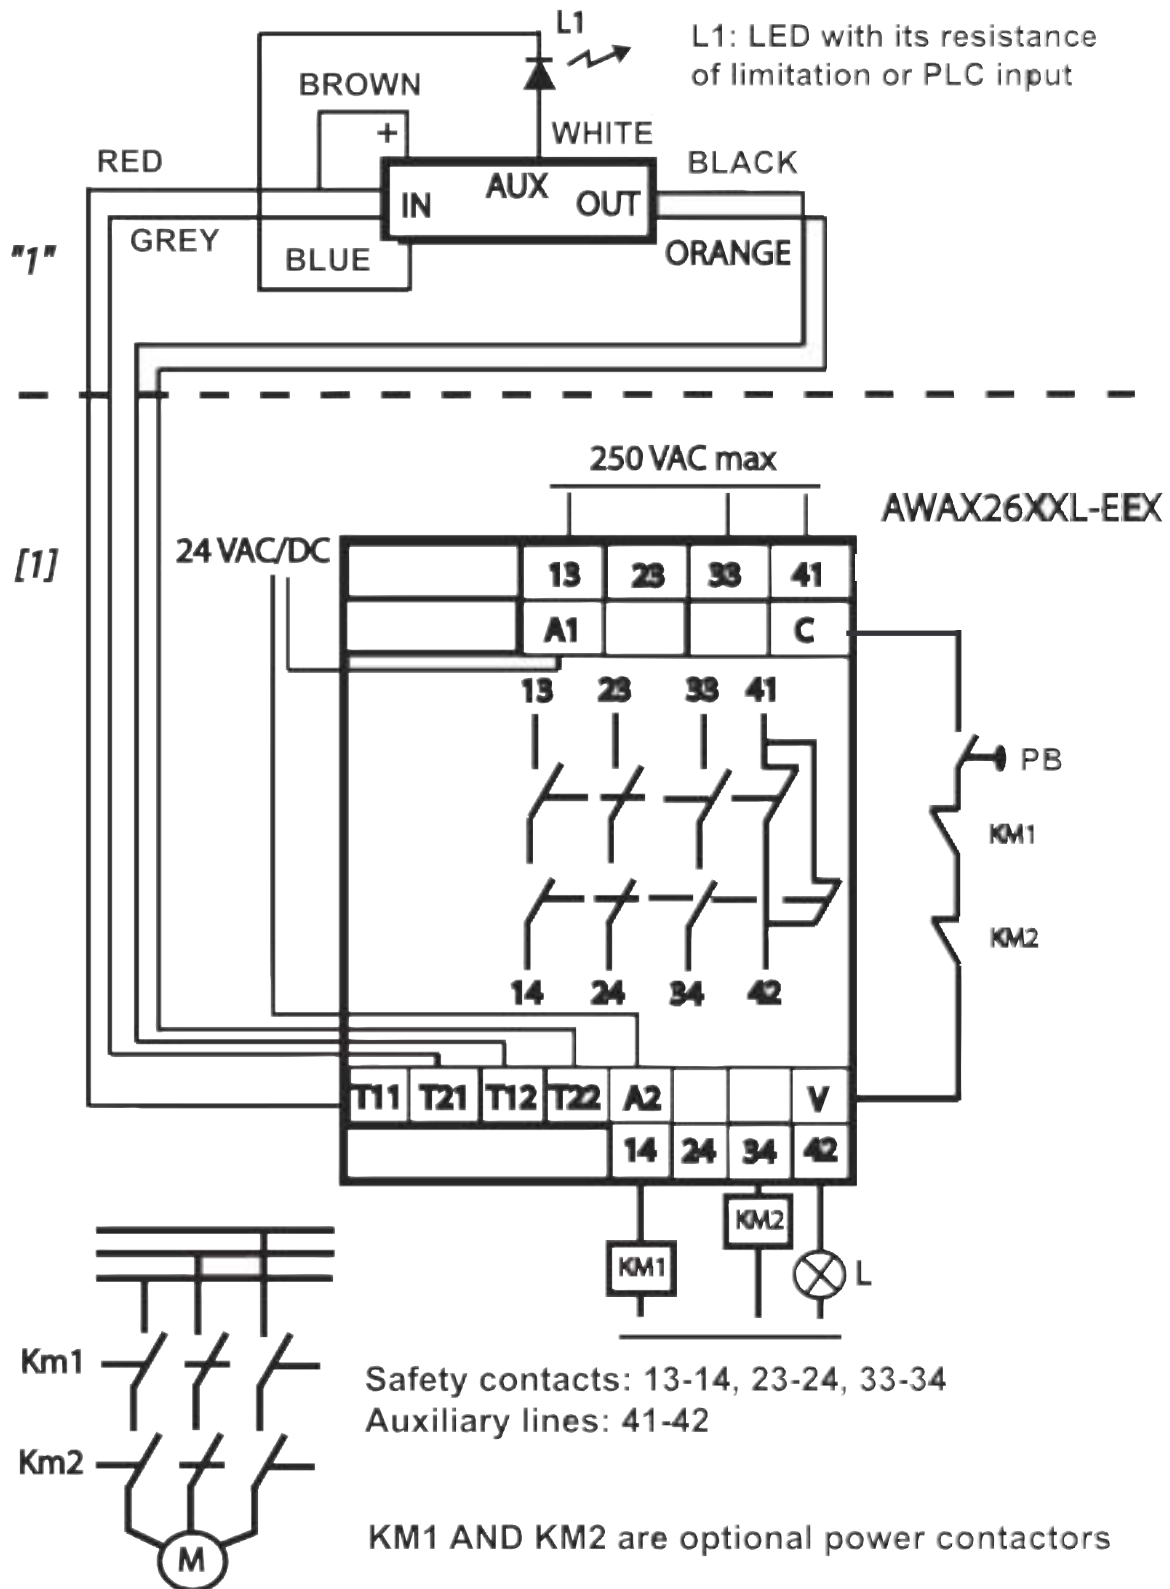 L1
L1: LED with its resistance
of limitation or PLC input
BROWN
+
WHITE
RED
BLACK
AUX
IN
OUT
GREY
BLUE
ORANGE
"1"
250 VAC max
AWAX26XXL-EEX
[1]
24 VAC/DC
13 23 33 41
A1 C
13 23 33 41
PB
KM1
KM2
14 24 34 42
T11 T21 T12 T22 A2 V
14 24 34 42
KM2
KM1
L
Km1
Safety contacts: 13-14, 23-24, 33-34
Auxiliary lines: 41-42
Km2
KM1 AND KM2 are optional power contactors
M